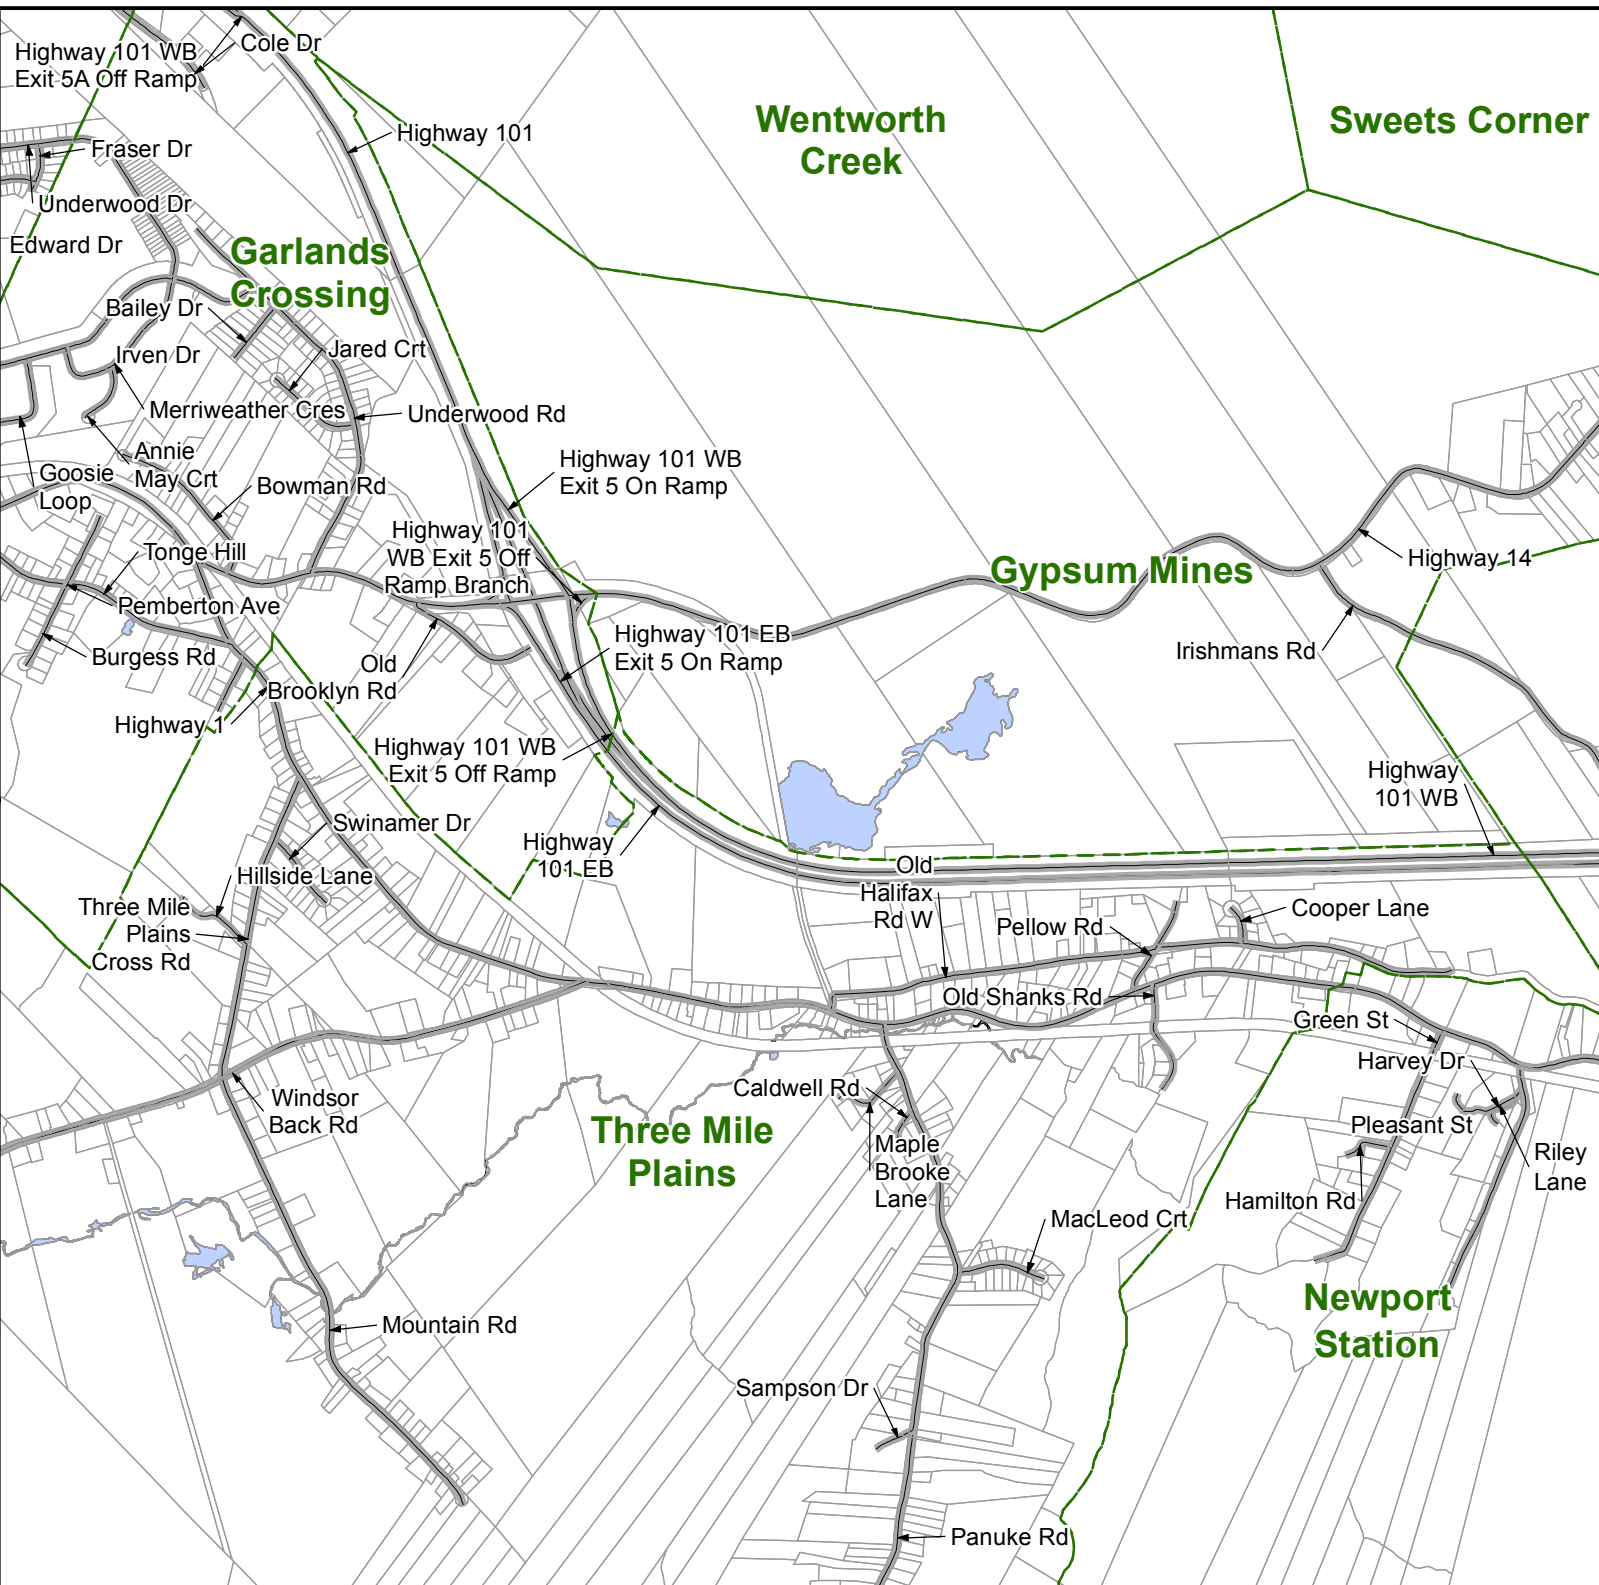 Highway 101 WB
Exit 5A Off Ramp
Cole Dr
Highway 101
Wentworth
Creek
Sweets Corner
Fraser Dr
Underwood Dr
Edward Dr
Garlands
Crossing
Bailey Dr
Irven Dr
Jared Crt
Merriweather Cres
Underwood Rd
Annie
May Crt
Goosie
Loop
Bowman Rd
Highway 101 WB
Exit 5 On Ramp
Highway 101
WB Exit 5 Off
Ramp Branch
Tonge Hill
Gypsum Mines
Highway 14
Pemberton Ave
Burgess Rd
Old
Brooklyn Rd
Highway 101 EB
Exit 5 On Ramp
Irishmans Rd
Highway 1
Highway 101 WB
Exit 5 Off Ramp
Highway
101 WB
Swinamer Dr
Highway
101 EB
Hillside Lane
Old
Halifax
Rd W
Three Mile
Plains
Cross Rd
Pellow Rd
Cooper Lane
Old Shanks Rd
Green St
Harvey Dr
Windsor
Back Rd
Caldwell Rd
Three Mile
Plains
Maple
Brooke
Lane
Pleasant St
Riley
Lane
Hamilton Rd
MacLeod Crt
Newport
Station
Mountain Rd
Sampson Dr
Panuke Rd